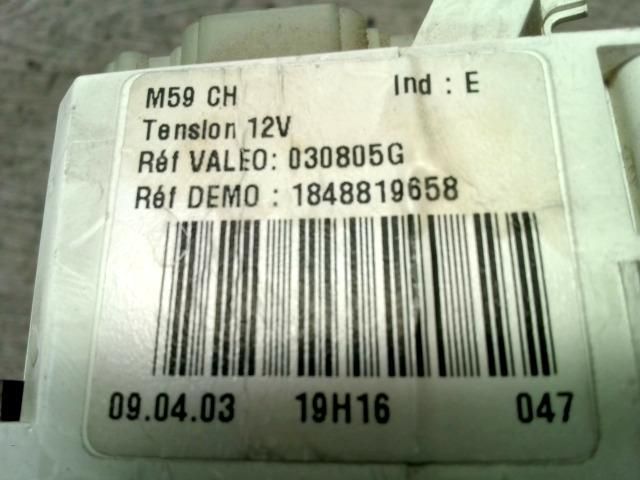 M59 CH Ind : E
Tension 12V
Réf VALEO: 030805G
Réf DEMO : 1848819658
09.04.03 19H16 047